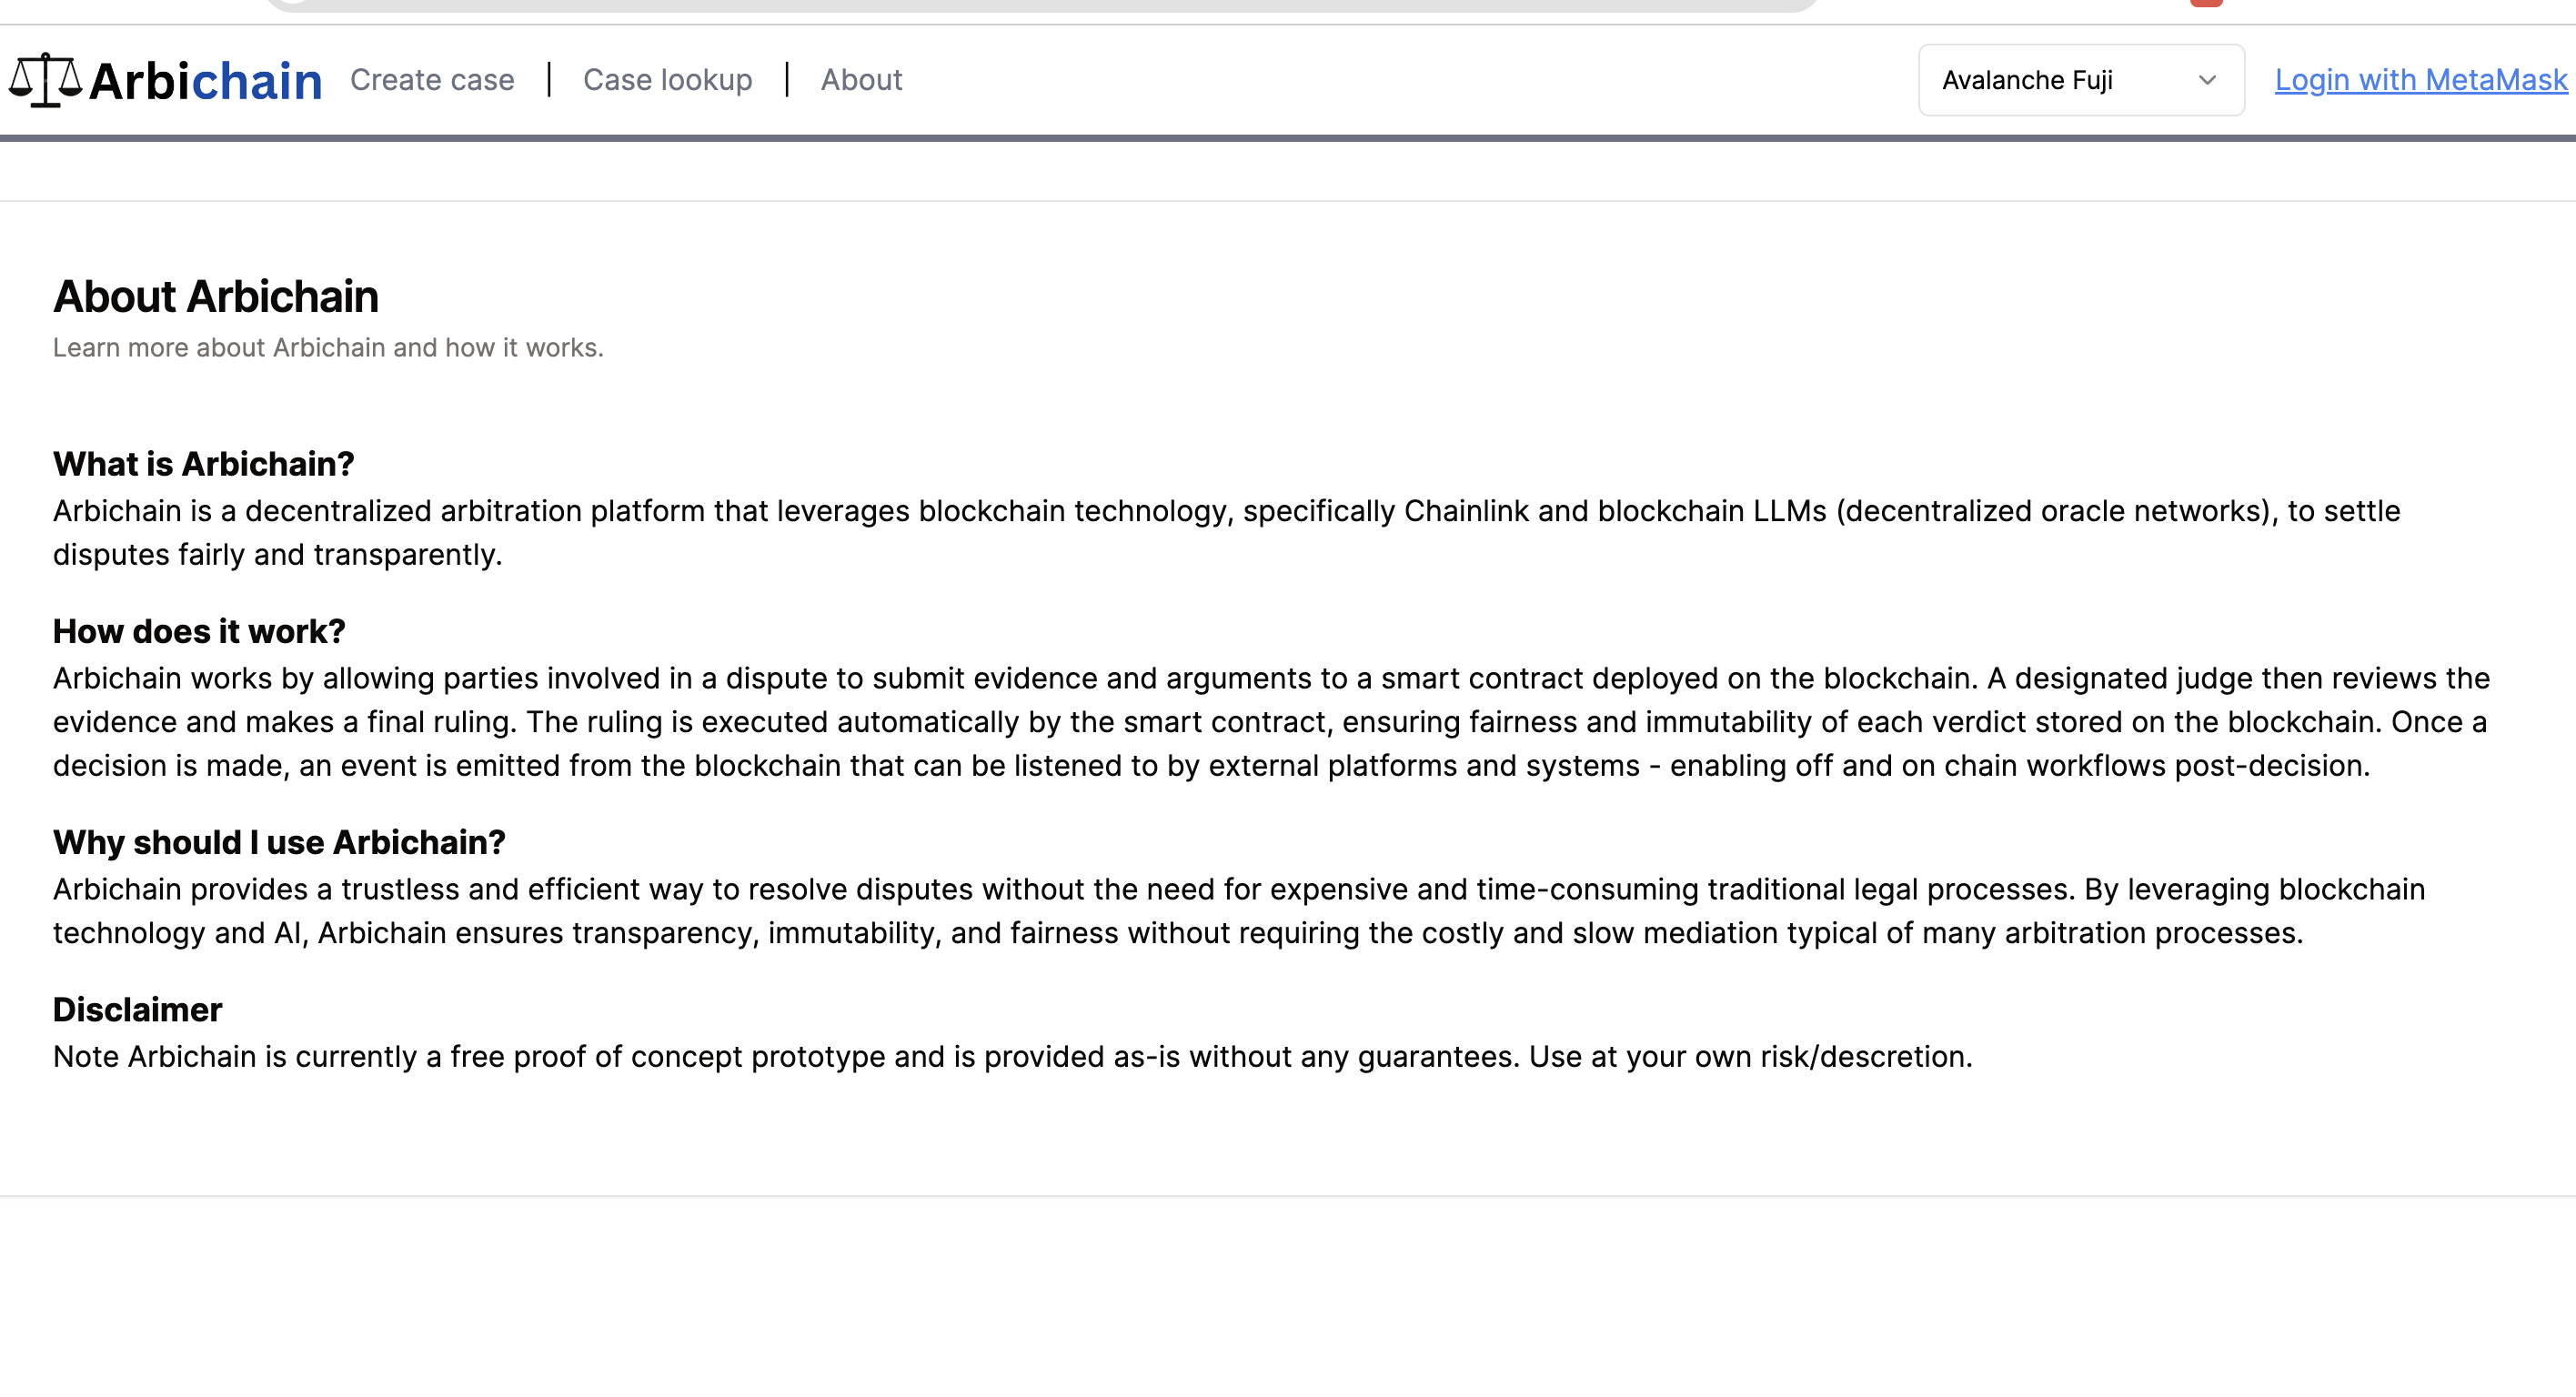 Arbichain Create case | Case lookup | About Avalanche Fuji Login with MetaMask
About Arbichain
Learn more about Arbichain and how it works.
What is Arbichain?
Arbichain is a decentralized arbitration platform that leverages blockchain technology, specifically Chainlink and blockchain LLMs (decentralized oracle networks), to settle
disputes fairly and transparently.
How does it work?
Arbichain works by allowing parties involved in a dispute to submit evidence and arguments to a smart contract deployed on the blockchain. A designated judge then reviews the
evidence and makes a final ruling. The ruling is executed automatically by the smart contract, ensuring fairness and immutability of each verdict stored on the blockchain. Once a
decision is made, an event is emitted from the blockchain that can be listened to by external platforms and systems - enabling off and on chain workflows post-decision.
Why should I use Arbichain?
Arbichain provides a trustless and efficient way to resolve disputes without the need for expensive and time-consuming traditional legal processes. By leveraging blockchain
technology and AI, Arbichain ensures transparency, immutability, and fairness without requiring the costly and slow mediation typical of many arbitration processes.
Disclaimer
Note Arbichain is currently a free proof of concept prototype and is provided as-is without any guarantees. Use at your own risk/descretion.